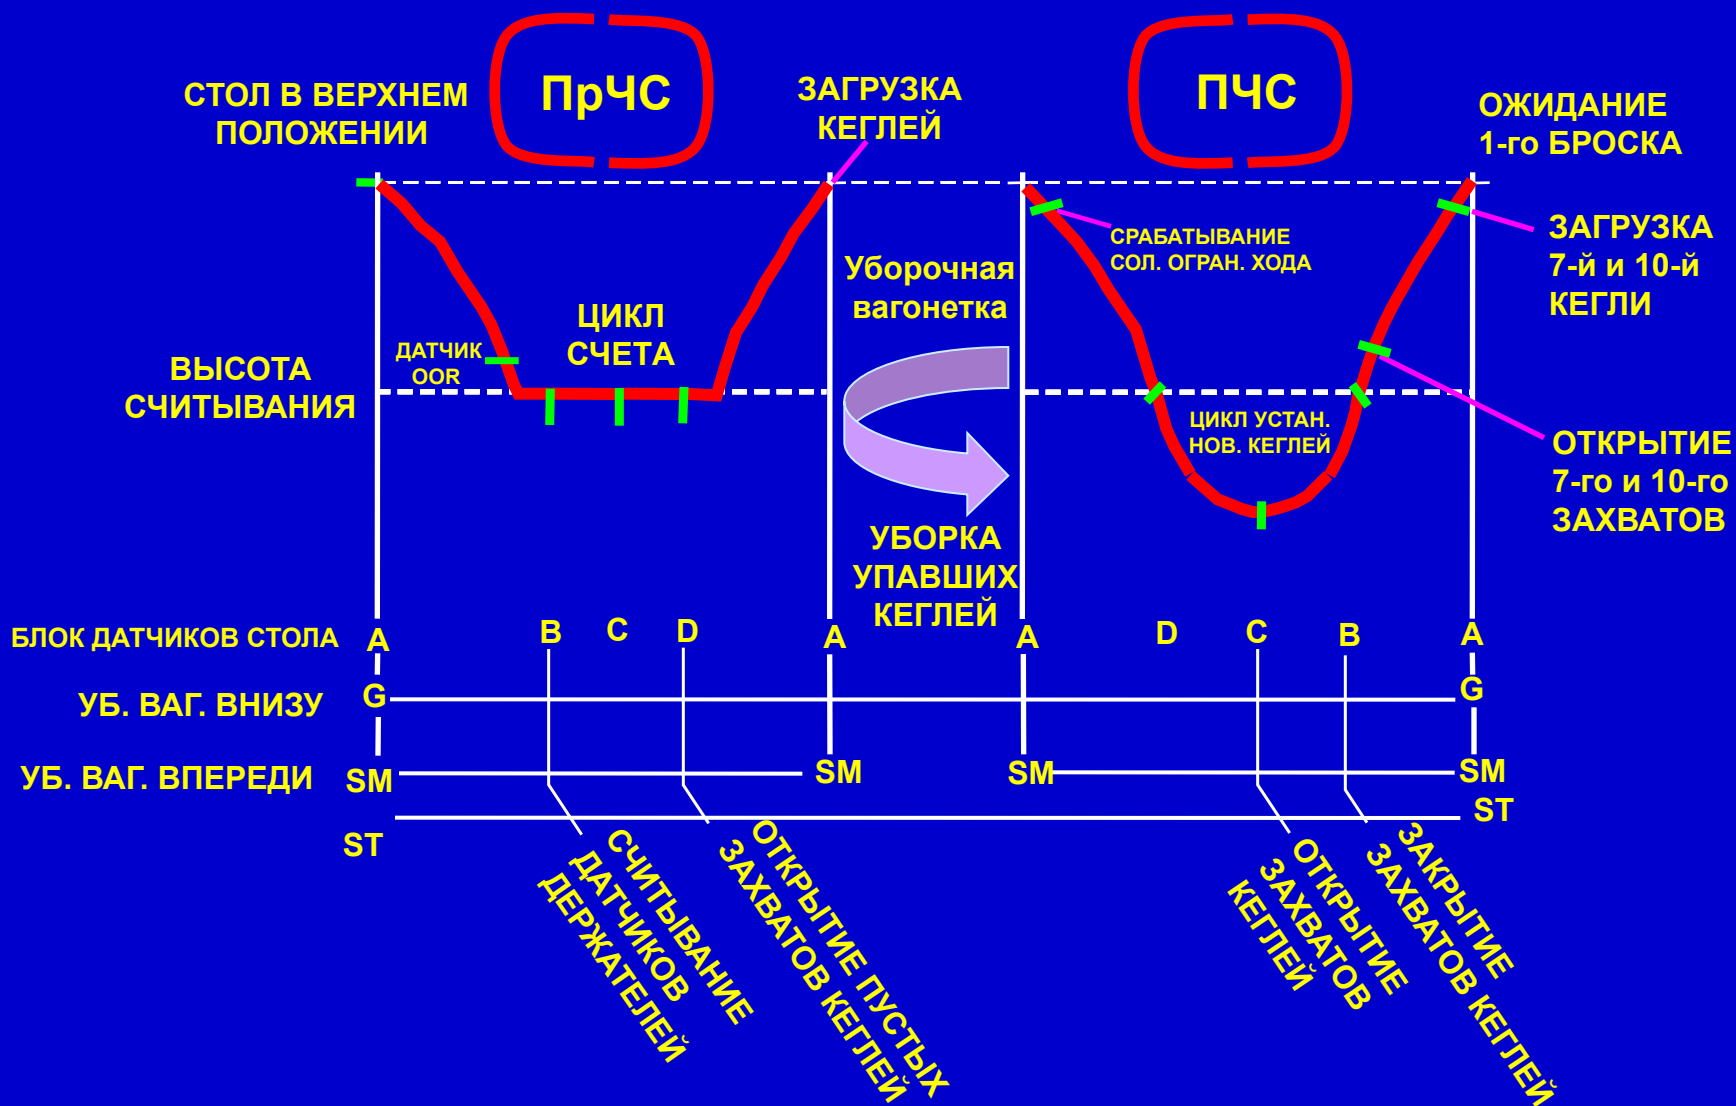 ПрЧС
ПЧС
СТОЛ В ВЕРХНЕМ
ПОЛОЖЕНИИ
ЗАГРУЗКА
КЕГЛЕЙ
ОЖИДАНИЕ
1-го БРОСКА
СРАБАТЫВАНИЕ
СОЛ. ОГРАН. ХОДА
ЗАГРУЗКА
7-й и 10-й
КЕГЛИ
Уборочная
вагонетка
ЦИКЛ
СЧЕТА
ДАТЧИК
OOR
ВЫСОТА
СЧИТЫВАНИЯ
ЦИКЛ УСТАН.
НОВ. КЕГЛЕЙ
ОТКРЫТИЕ
7-го и 10-го
ЗАХВАТОВ
УБОРКА
УПАВШИХ
КЕГЛЕЙ
БЛОК ДАТЧИКОВ СТОЛА A B C D A A D C B A
УБ. ВАГ. ВНИЗУ G G
УБ. ВАГ. ВПЕРЕДИ SM SM SM SM
ST ST
СЧИТЫВАНИЕ
ДАТЧИКОВ
ДЕРЖАТЕЛЕЙ
ОТКРЫТИЕ ПУСТЫХ
ЗАХВАТОВ КЕГЛЕЙ
ОТКРЫТИЕ
ЗАХВАТОВ
КЕГЛЕЙ
ЗАКРЫТИЕ
ЗАХВАТОВ КЕГЛЕЙ